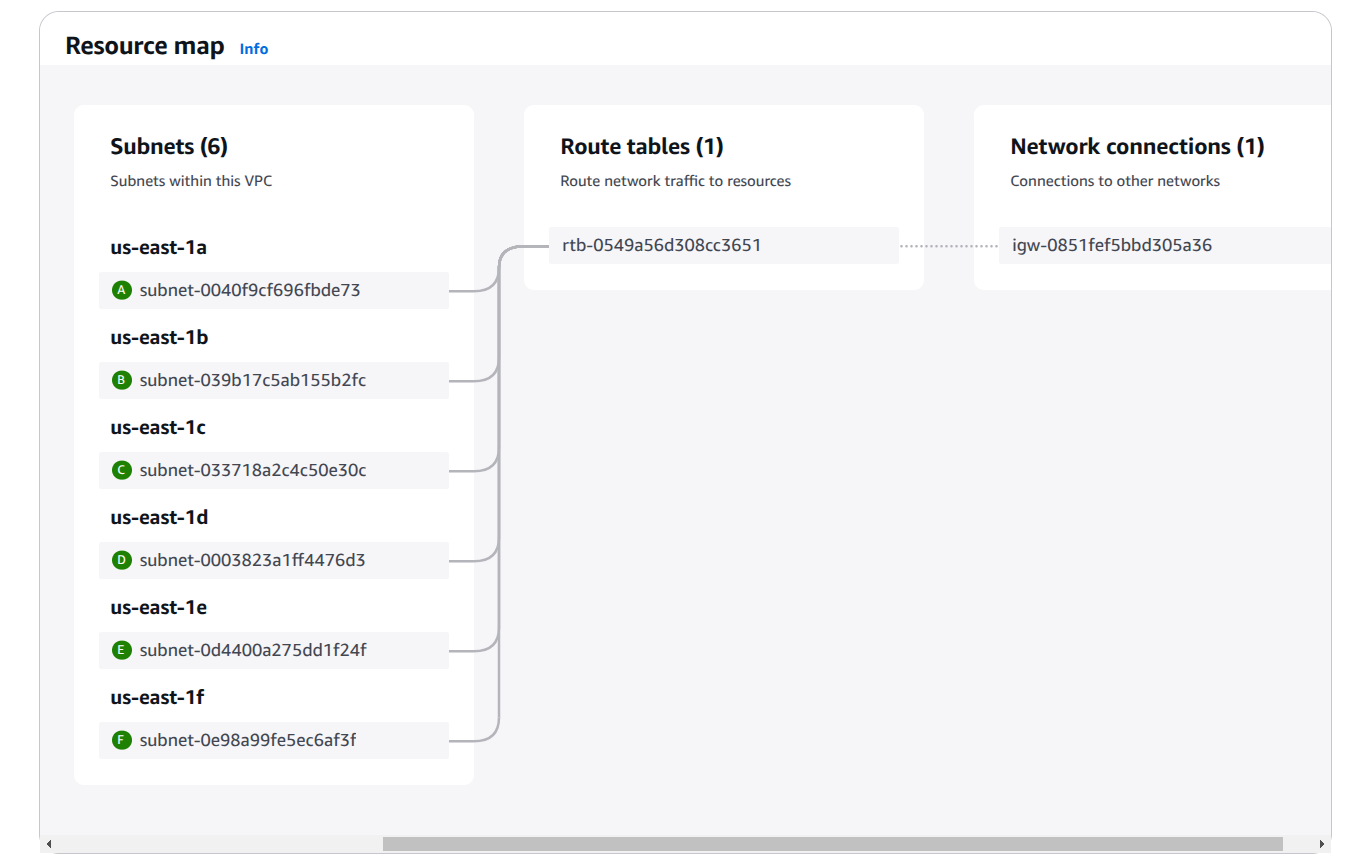 Resource map Info
Subnets (6)
Subnets within this VPC
us-east-1a
A subnet-0040f9cf696fbde73
us-east-1b
B subnet-039b17c5ab155b2fc
us-east-1c
C subnet-033718a2c4c50e30c
us-east-1d
D subnet-0003823a1ff4476d3
us-east-1e
E subnet-0d4400a275dd1f24f
us-east-1f
F subnet-0e98a99fe5ec6af3f
Route tables (1)
Route network traffic to resources
rtb-0549a56d308cc3651
Network connections (1)
Connections to other networks
igw-0851fef5bbd305a36